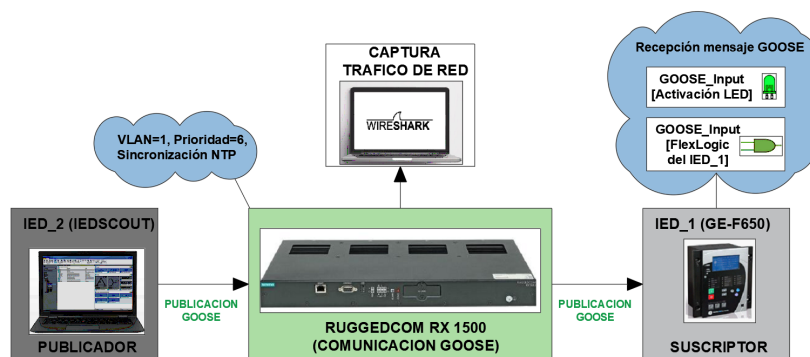 CAPTURA
TRAFICO DE RED
WIRESHARK
Recepción mensaje GOOSE
GOOSE_Input
[Activación LED]
GOOSE_Input
[FlexLogic
del IED_1]
VLAN=1, Prioridad=6,
Sincronización NTP
IED_2 (IEDSCOUT)
PUBLICADOR
PUBLICACION
GOOSE
SIEMENS
RUGGEDCOM RX 1500
(COMUNICACION GOOSE)
PUBLICACION
GOOSE
IED_1 (GE-F650)
SUSCRIPTOR